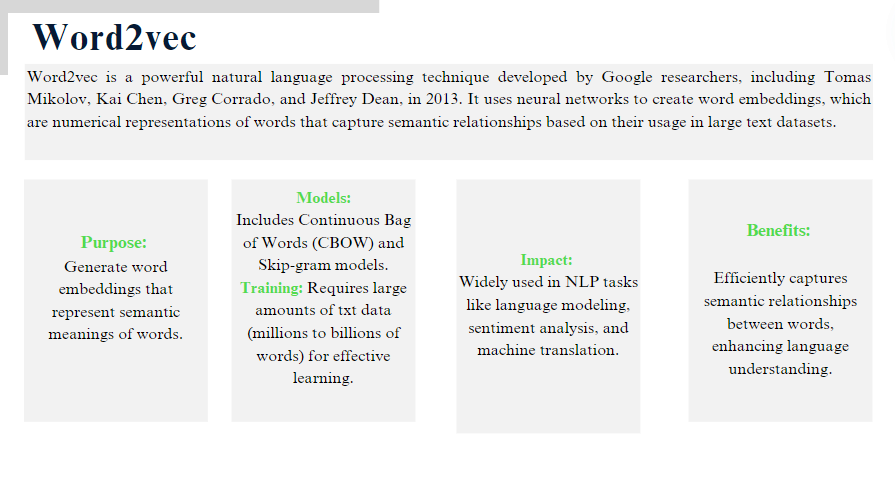 Word2vec
Word2vec is a powerful natural language processing technique developed by Google researchers, including Tomas
Mikolov, Kai Chen, Greg Corrado, and Jeffrey Dean, in 2013. It uses neural networks to create word embeddings, which
are numerical representations of words that capture semantic relationships based on their usage in large text datasets.
Purpose:
Generate word
embeddings that
represent semantic
meanings of words.
Models:
Includes Continuous Bag
of Words (CBOW) and
Skip-gram models.
Training: Requires large
amounts of txt data
(millions to billions of
words) for effective
learning.
Impact:
Widely used in NLP tasks
like language modeling,
sentiment analysis, and
machine translation.
Benefits:
Efficiently captures
semantic relationships
between words,
enhancing language
understanding.